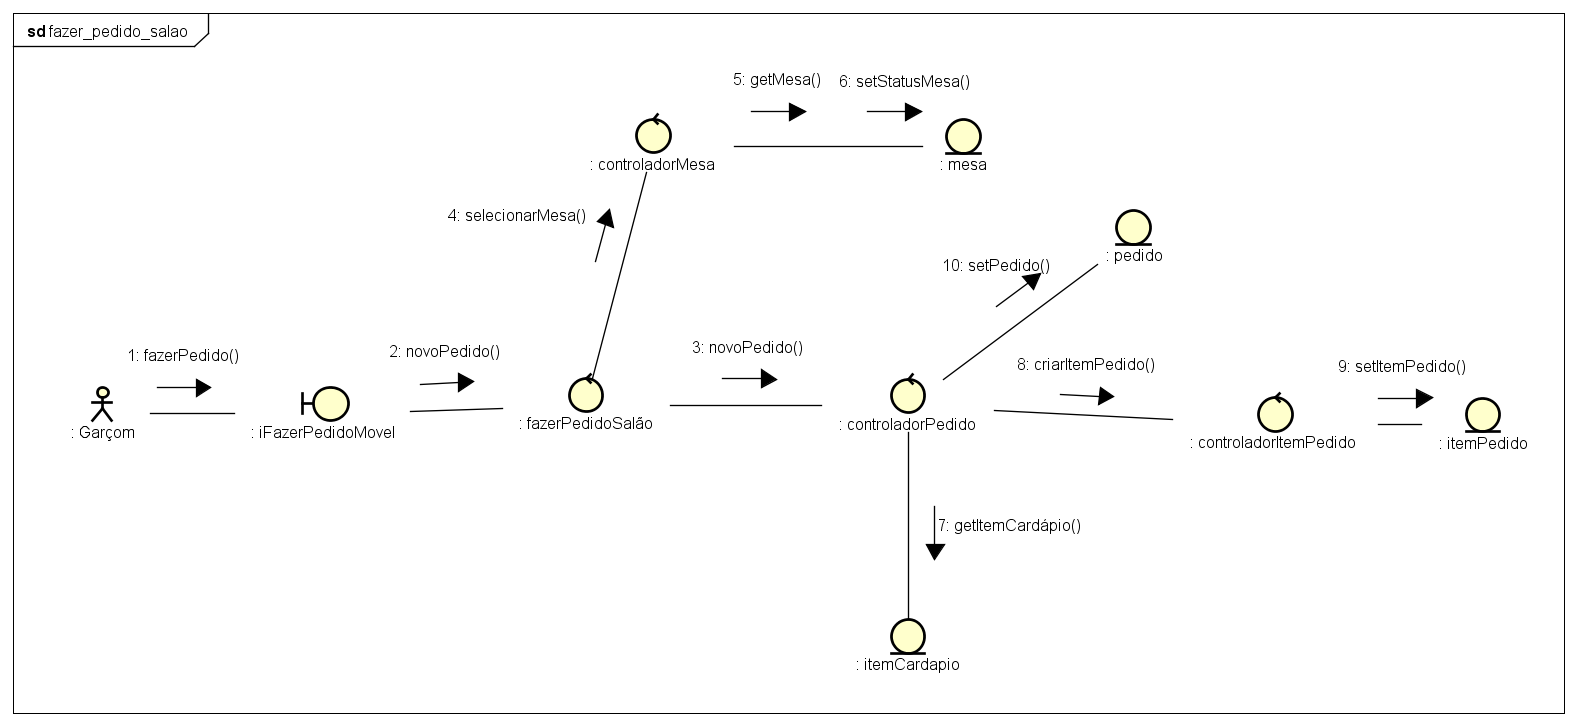 sd fazer_pedido_salao
5: getMesa()
6: setStatusMesa()
: controladorMesa
: mesa
4: selecionarMesa()
: pedido
10: setPedido()
1: fazerPedido()
2: novoPedido()
3: novoPedido()
8: criarItemPedido()
9: setItemPedido()
: Garçom
: iFazerPedidoMovel
: fazerPedidoSalão
: controladorPedido
: controladorItemPedido
: itemPedido
7: getItemCardápio()
: itemCardapio